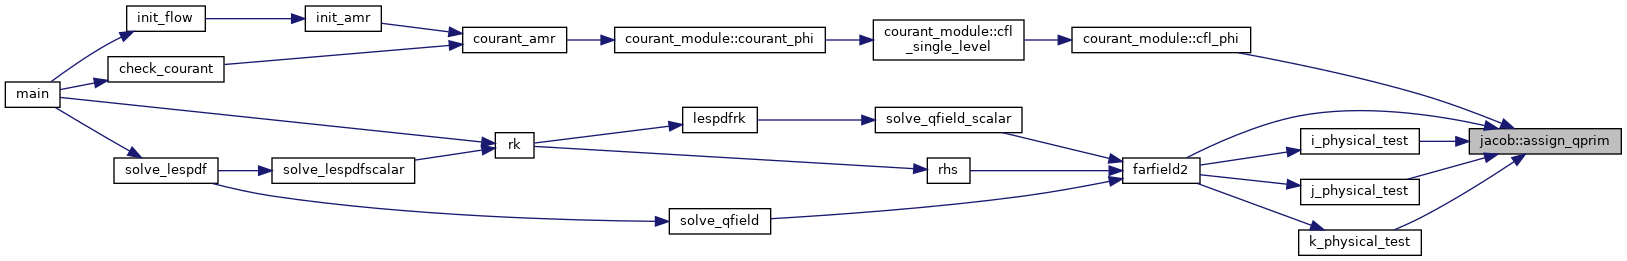 init_flow
init_amr
courant_amr
courant_module::courant_phi
courant_module::cfl
_single_level
courant_module::cfl_phi
check_courant
main
lespdfrk
solve_qfield_scalar
i_physical_test
jacob::assign_qprim
rk
solve_lespdf
solve_lespdfscalar
rhs
farfield2
j_physical_test
solve_qfield
k_physical_test